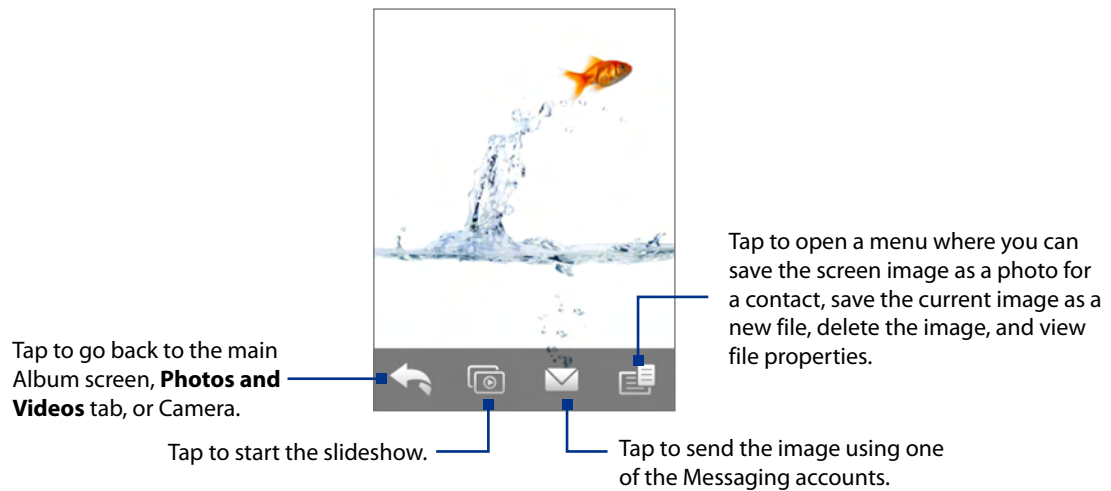 Tap to open a menu where you can
save the screen image as a photo for
a contact, save the current image as a
new file, delete the image, and view
file properties.
Tap to go back to the main
Album screen, Photos and
Videos tab, or Camera.
Tap to start the slideshow.
Tap to send the image using one
of the Messaging accounts.